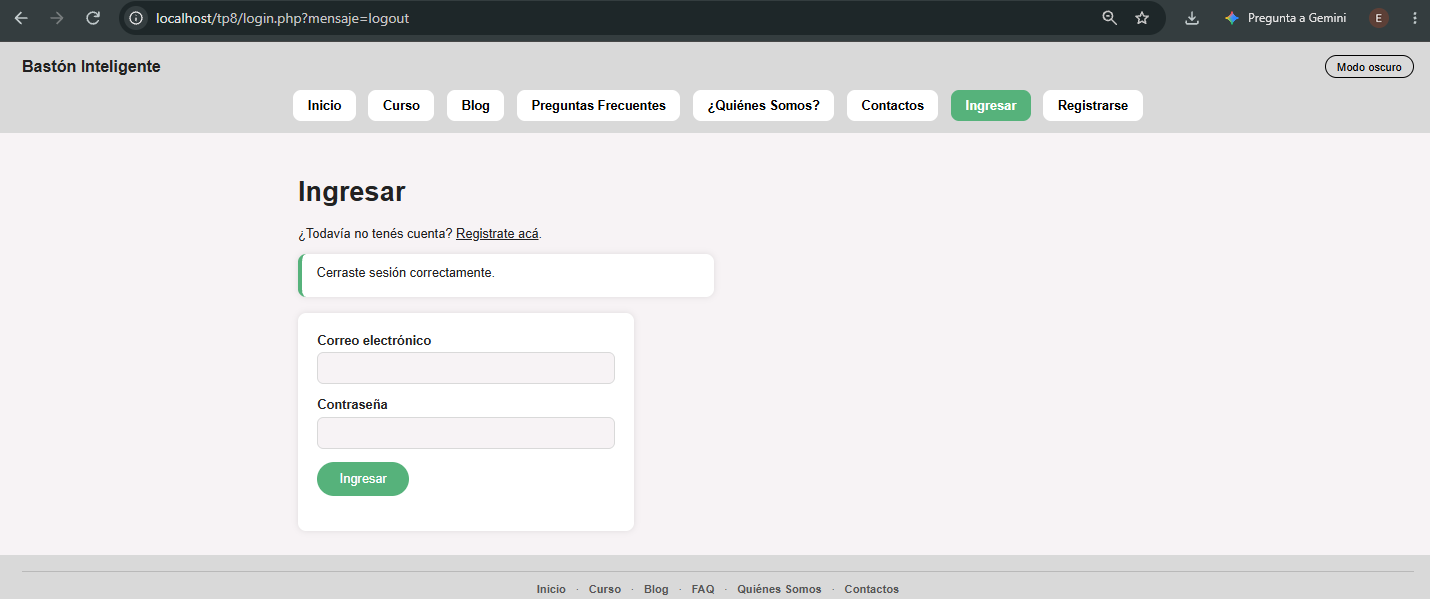 localhost/tp8/login.php?mensaje=logout
Pregunta a Gemini
E
Bastón Inteligente
Modo oscuro
Inicio Curso Blog Preguntas Frecuentes ¿Quiénes Somos? Contactos Ingresar Registrarse
Ingresar
¿Todavía no tenés cuenta? Registrate acá.
Cerraste sesión correctamente.
Correo electrónico
Contraseña
Ingresar
Inicio · Curso · Blog · FAQ · Quiénes Somos · Contactos